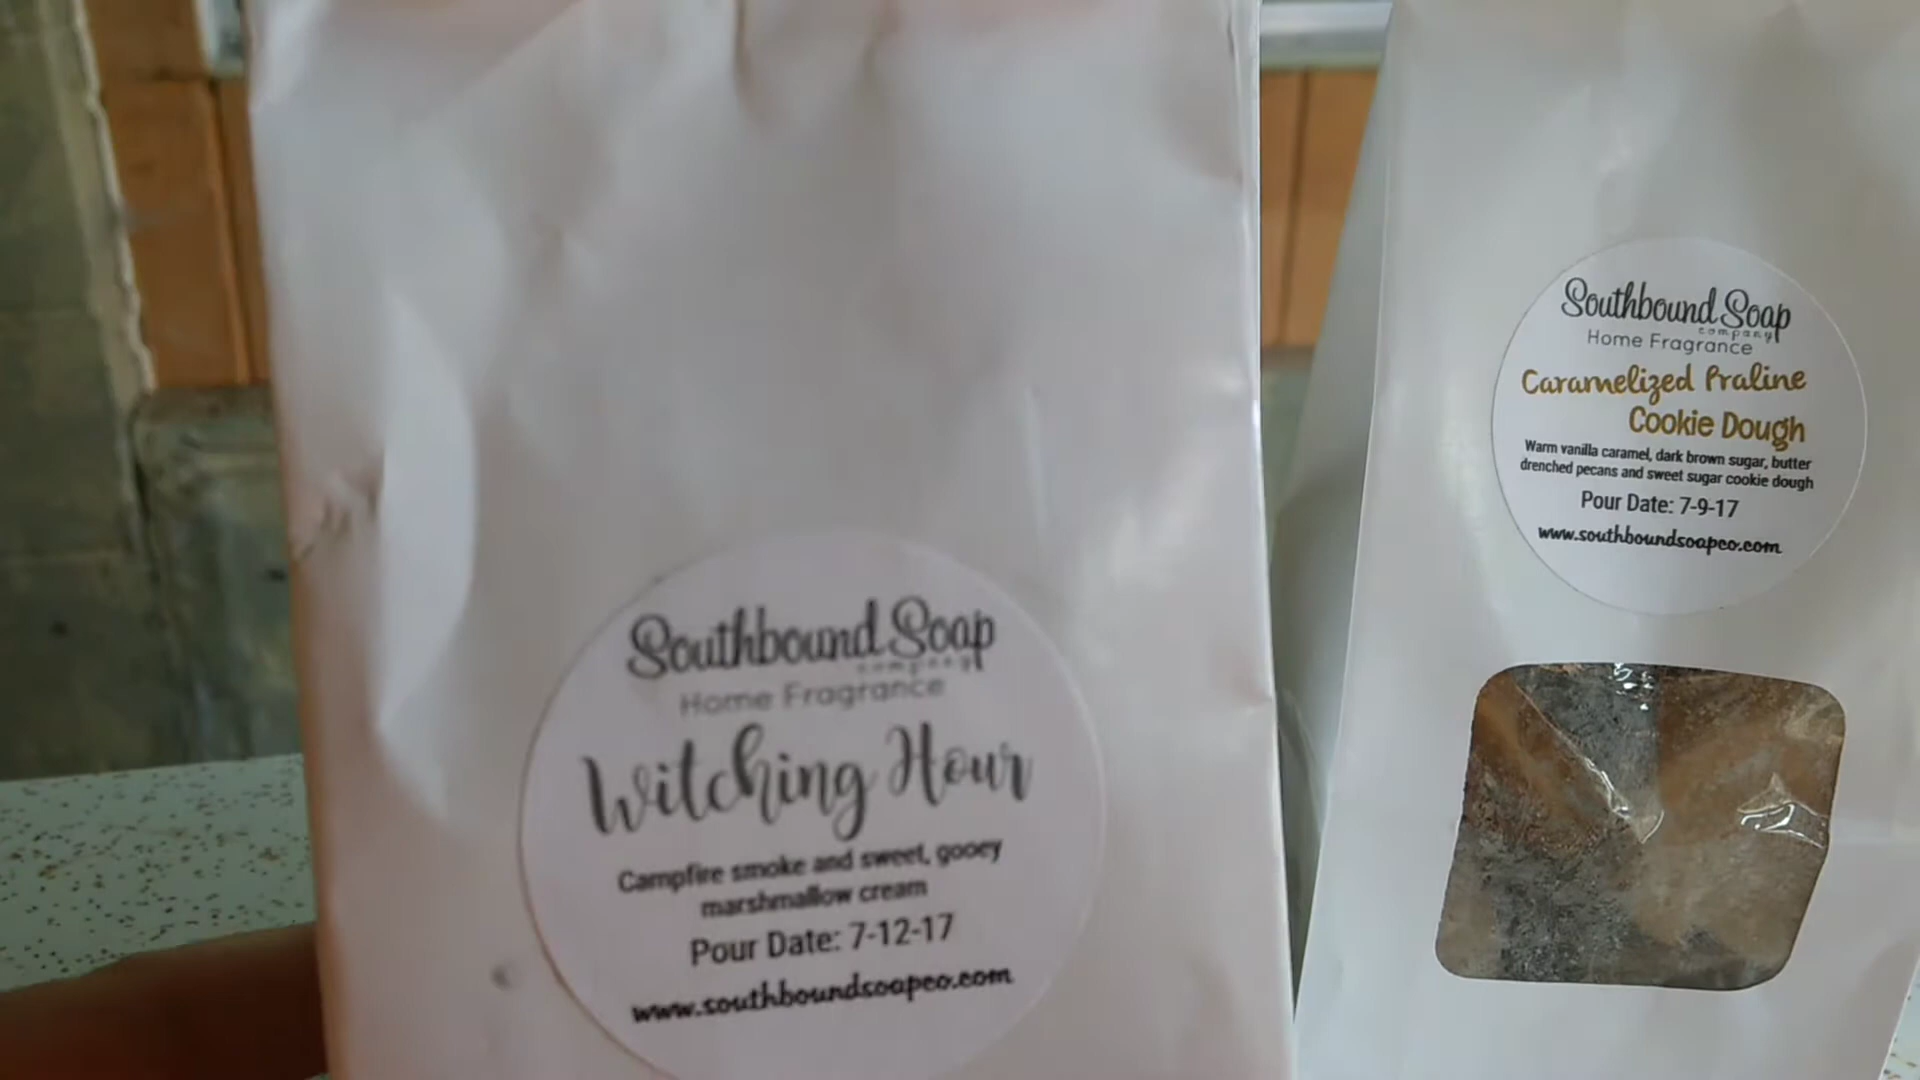 Southbound Soap
company
Home Fragrance
Witching Hour
Campfire smoke and sweet, gooey
marshmallow cream
Pour Date: 7-12-17
www.southboundsoapco.com
Southbound Soap
company
Home Fragrance
Caramelized Praline
Cookie Dough
Warm vanilla caramel, dark brown sugar, butter
drenched pecans and sweet sugar cookie dough
Pour Date: 7-9-17
www.southboundsoapco.com